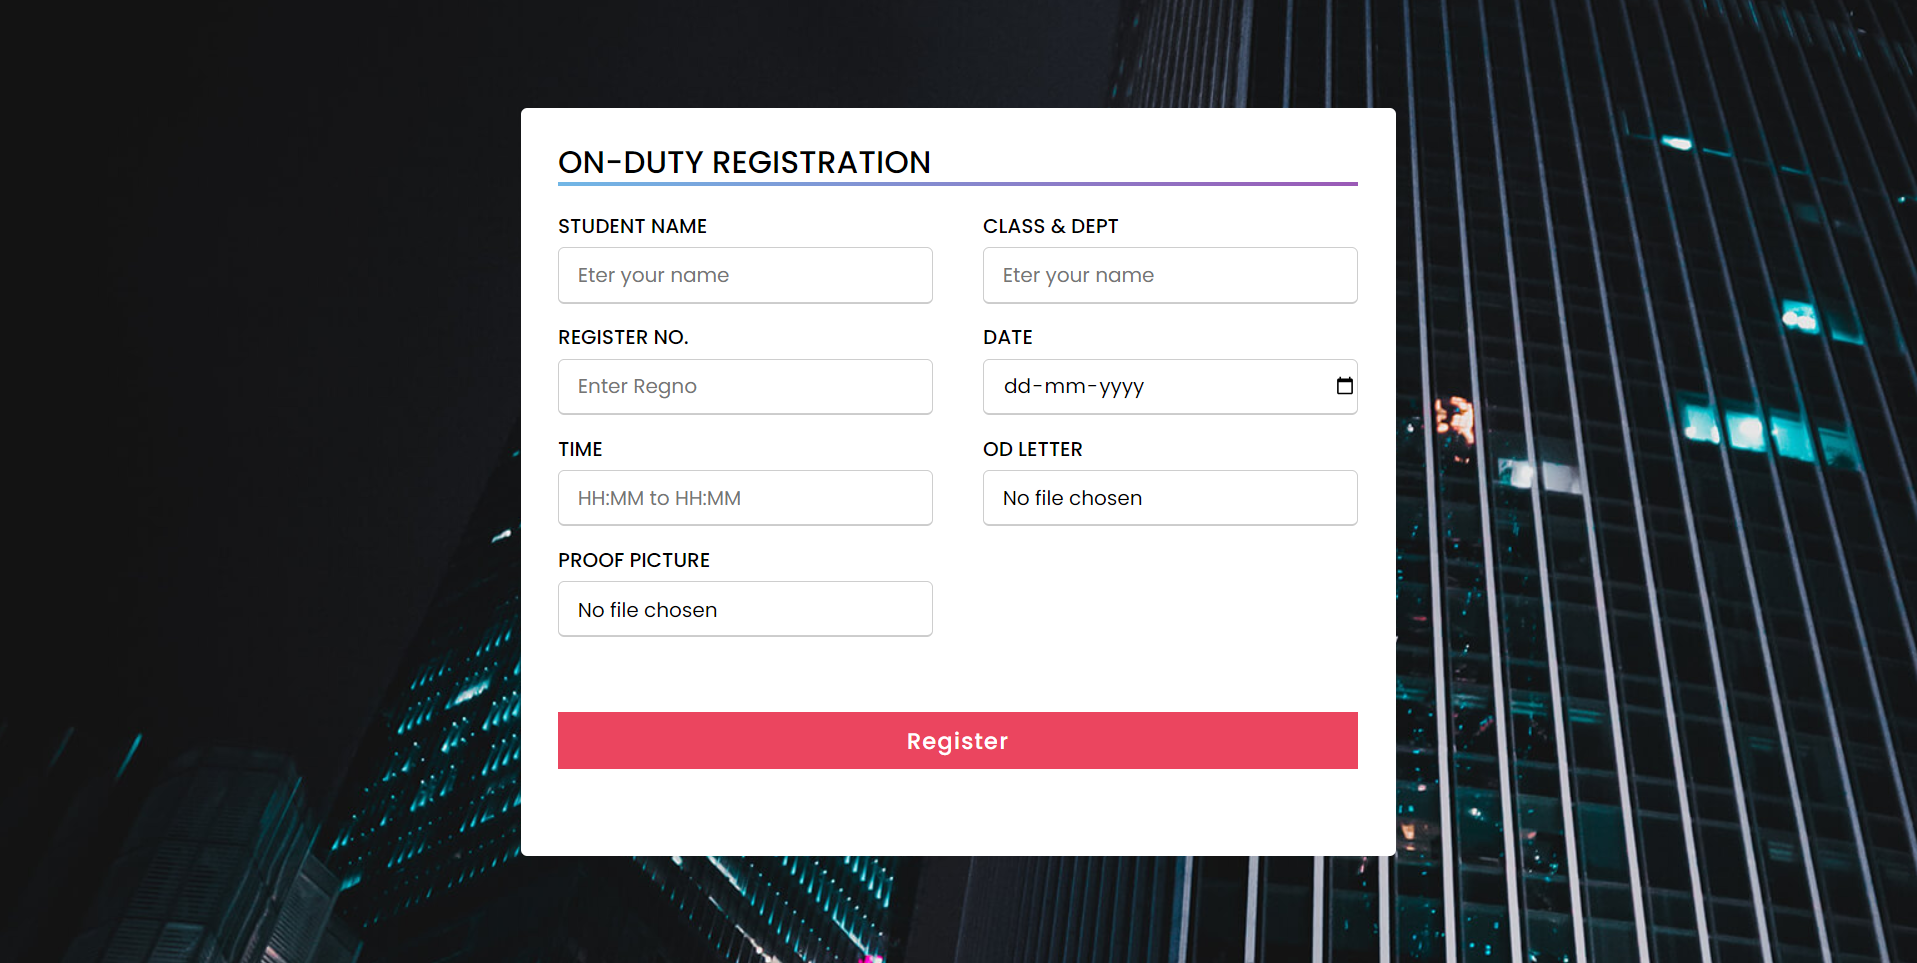 ON-DUTY REGISTRATION
STUDENT NAME
Eter your name
CLASS & DEPT
Eter your name
REGISTER NO.
Enter Regno
DATE
dd-mm-yyyy
TIME
HH:MM to HH:MM
OD LETTER
No file chosen
PROOF PICTURE
No file chosen
Register